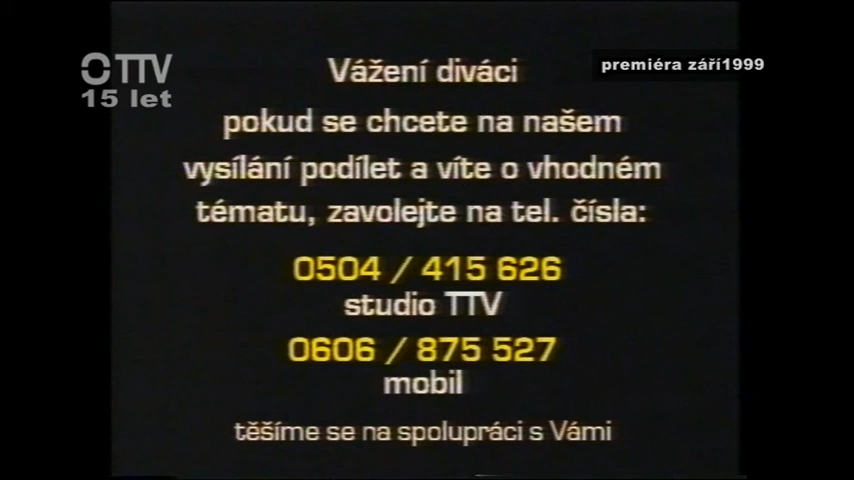 OTTV
15 let
premiéra září1999
Vážení diváci
pokud se chcete na našem
vysílání podílet a víte o vhodném
tématu, zavolejte na tel. čísla:
0504 / 415 626
studio TTV
0606 / 875 527
mobil
těšíme se na spolupráci s Vámi